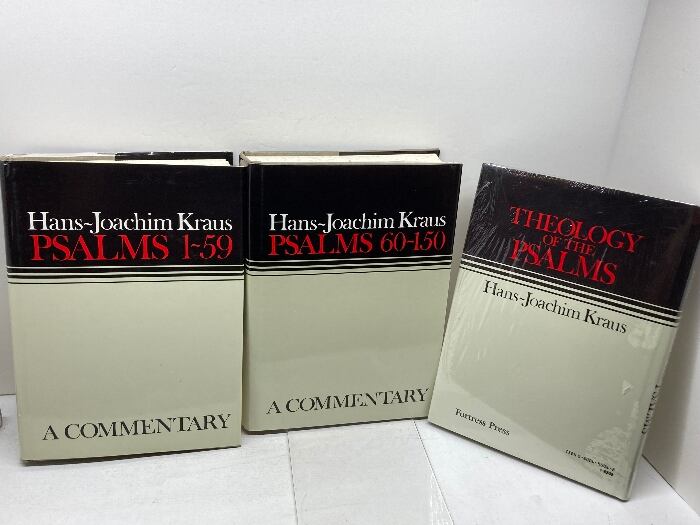 Hans-Joachim Kraus
PSALMS 1-59
A COMMENTARY
Hans-Joachim Kraus
PSALMS 60-150
A COMMENTARY
THEOLOGY
OF THE
PSALMS
Hans-Joachim Kraus
Fortress Press